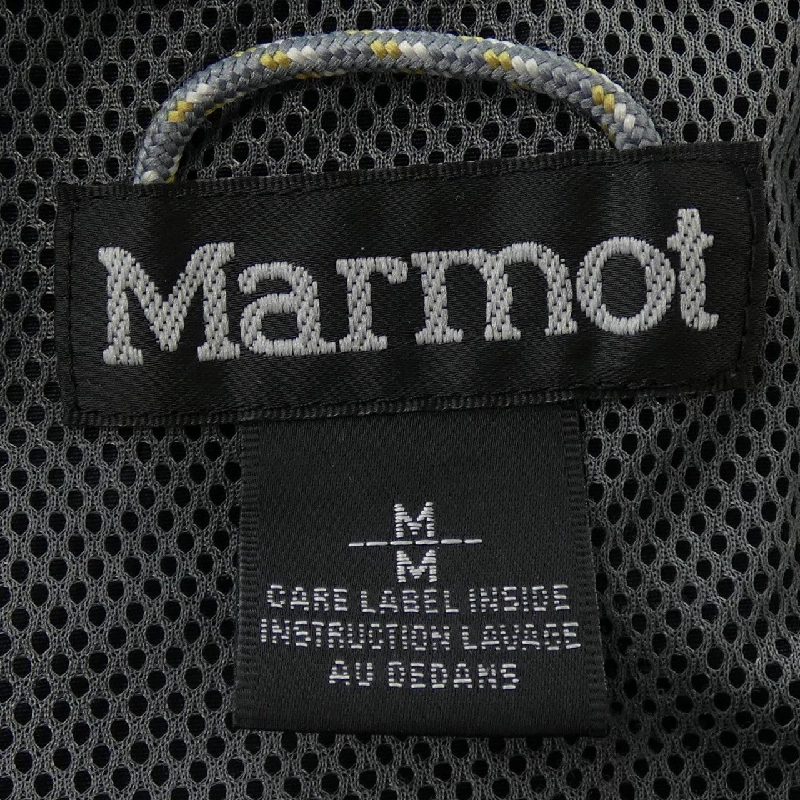 Marmot
M
M
CARE LABEL INSIDE
INSTRUCTION LAVAGE
AU DEDANS